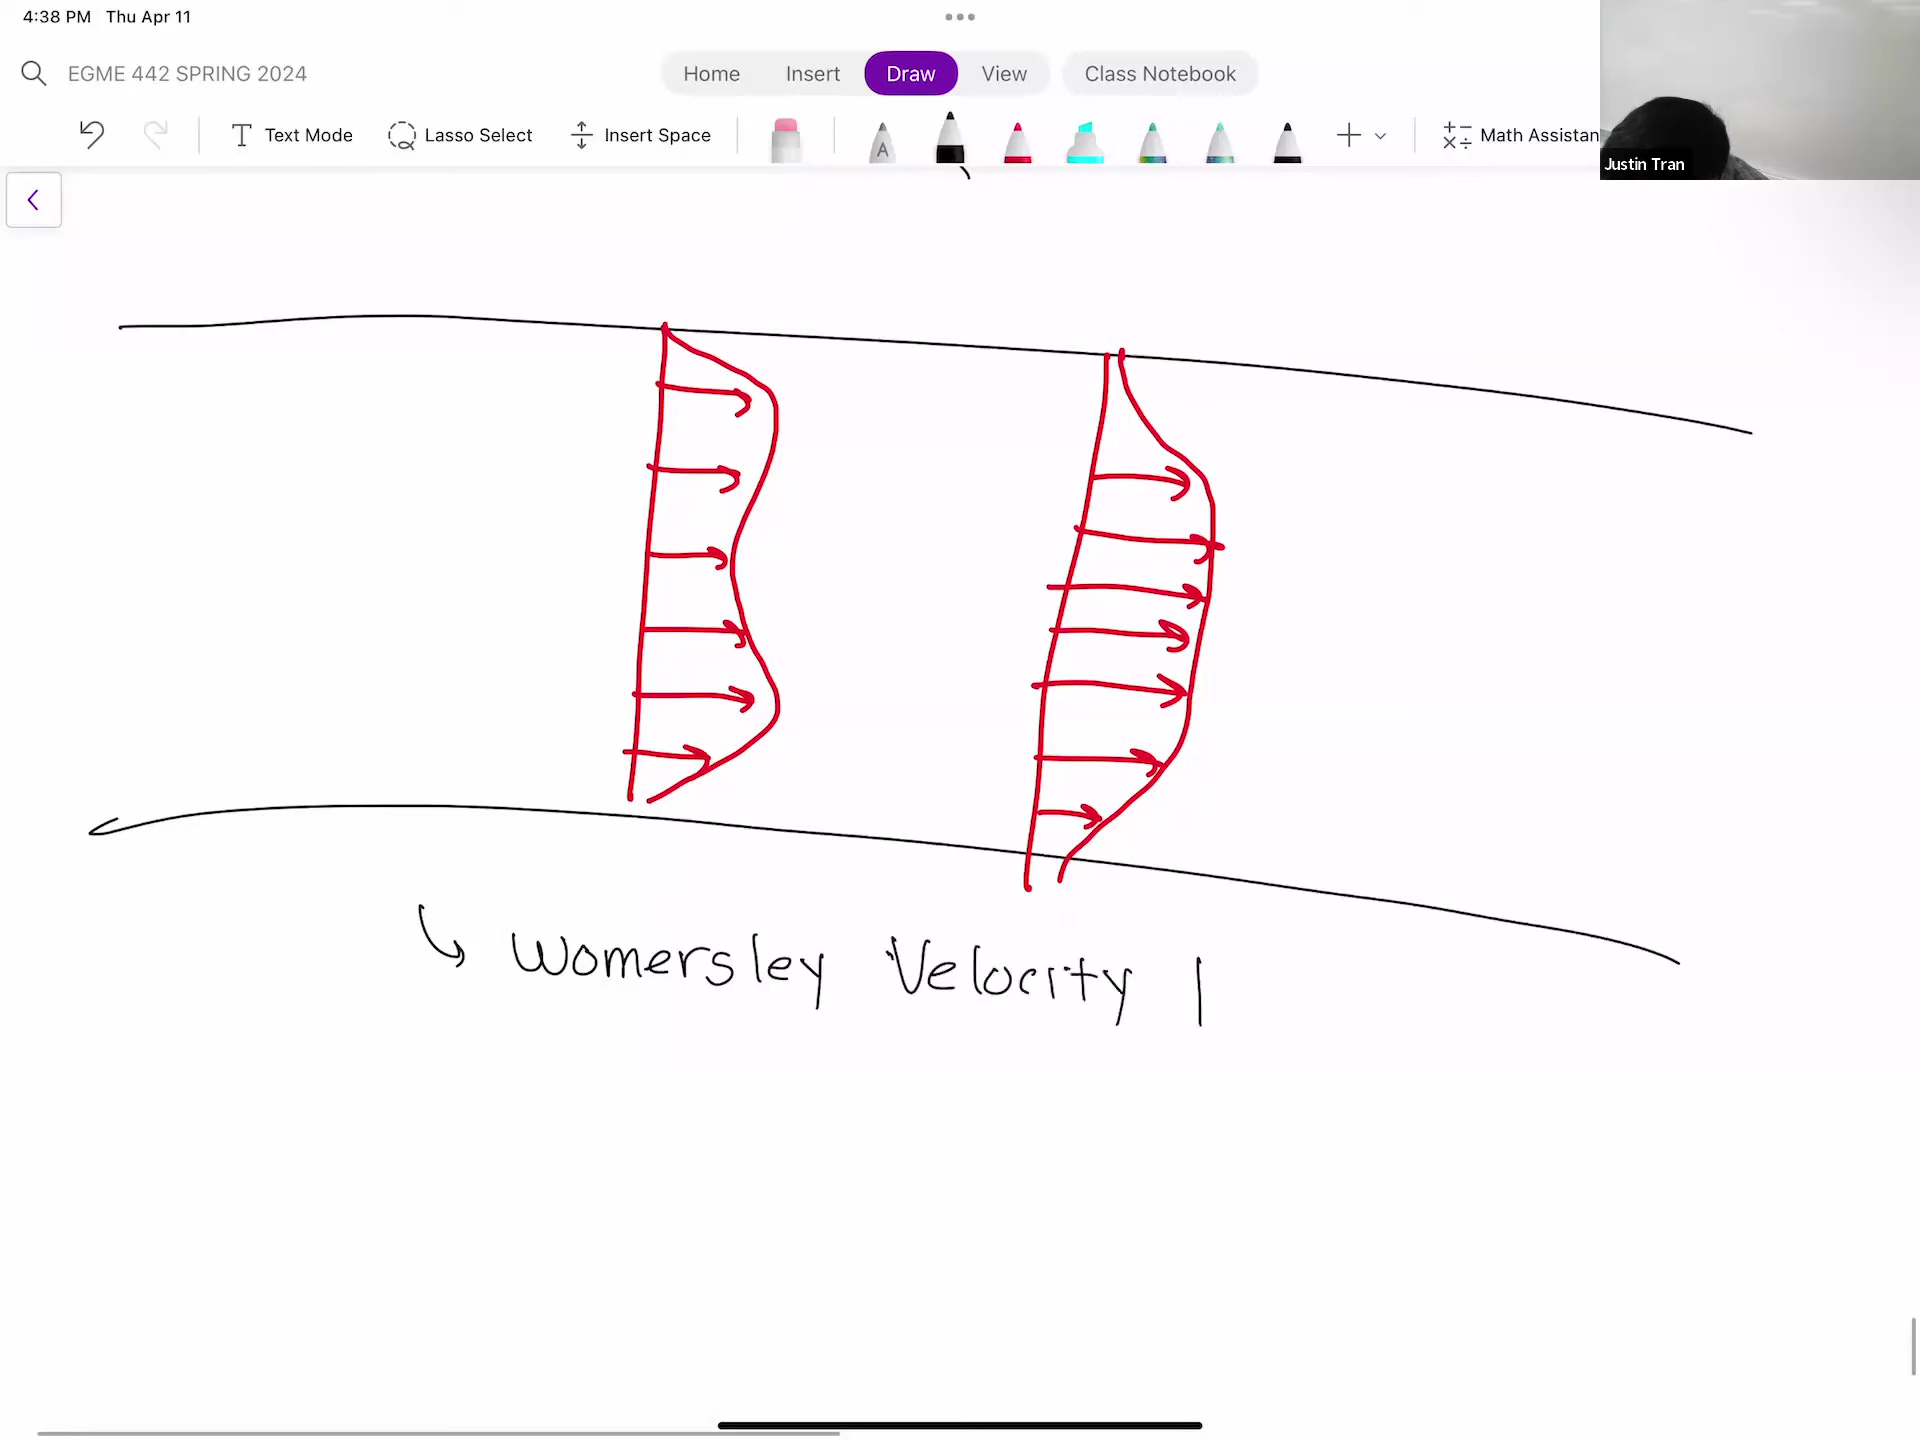 4:38 PM Thu Apr 11
EGME 442 SPRING 2024
Home Insert Draw View Class Notebook
Text Mode Lasso Select Insert Space A Math Assistan
Justin Tran
Womersley Velocity